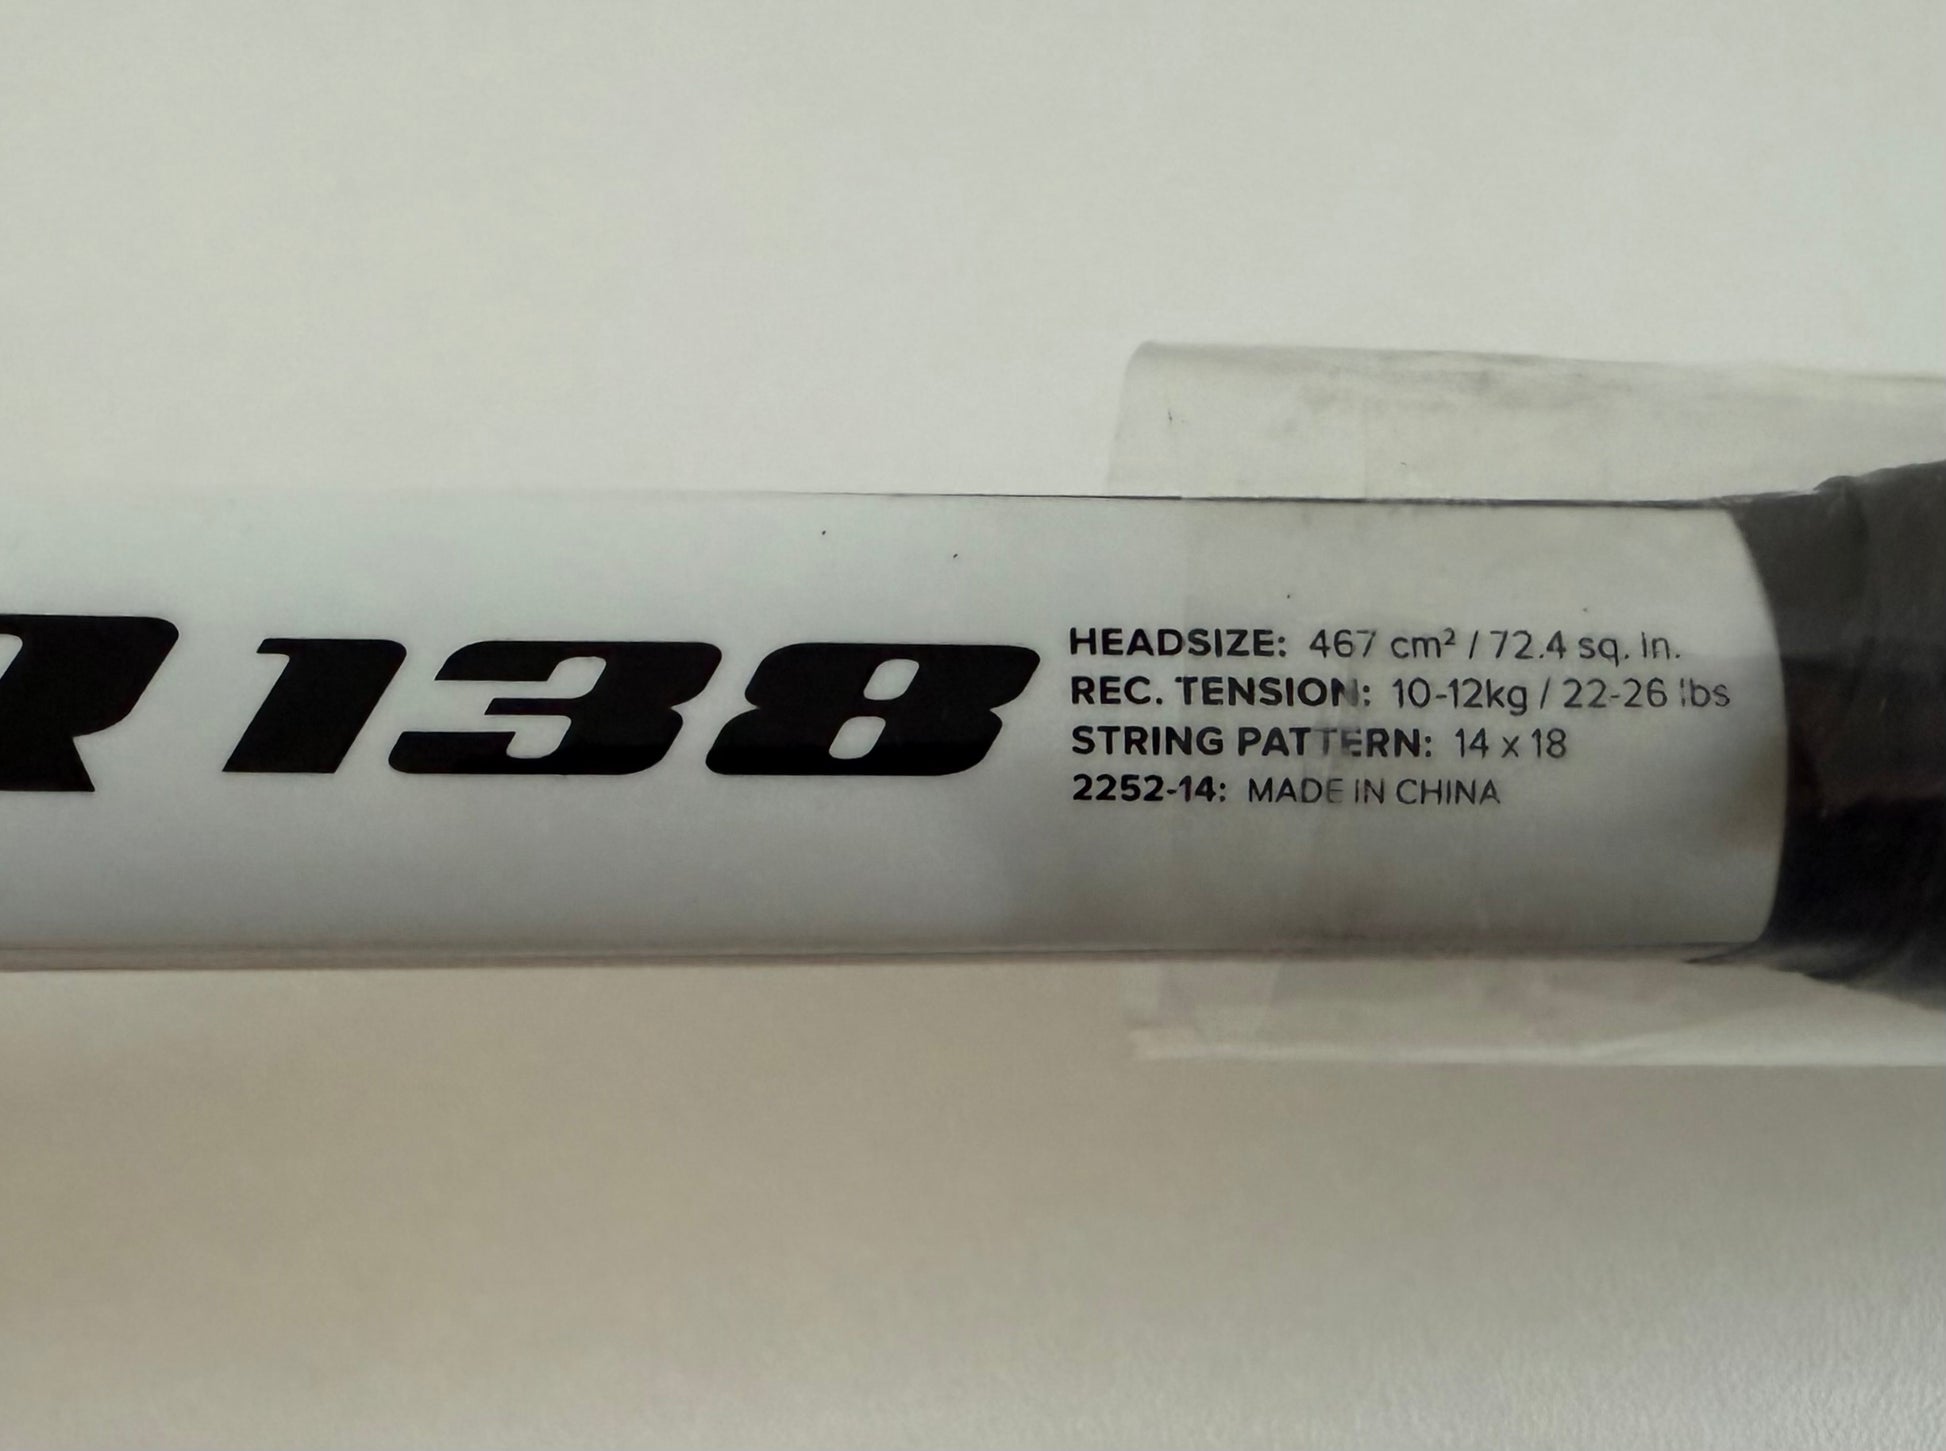 R 138
HEADSIZE: 467 cm² / 72.4 sq. in.
REC. TENSION: 10-12kg / 22-26 lbs
STRING PATTERN: 14 x 18
2252-14: MADE IN CHINA